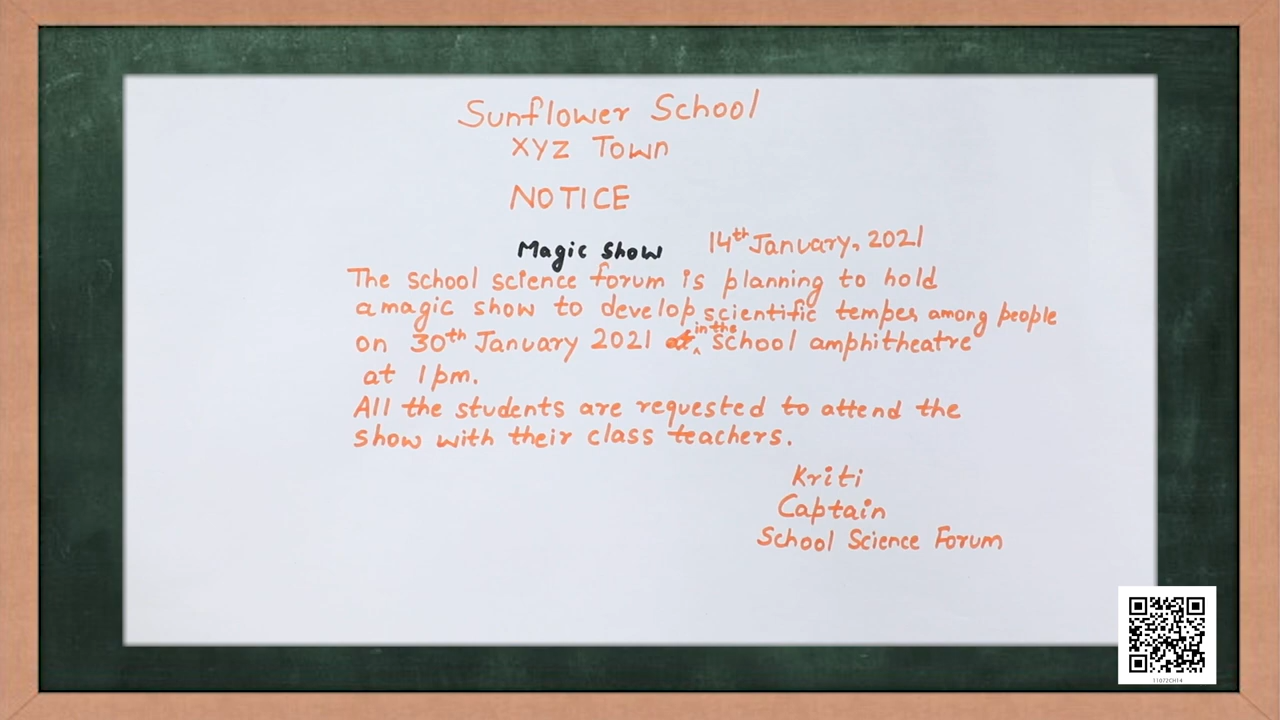 Sunflower School
XYZ Town
NOTICE
Magic Show 14th January, 2021
The school science forum is planning to hold
a magic show to develop scientific temper among people
on 30th January 2021 in the school amphitheatre
at 1pm.
All the students are requested to attend the
show with their class teachers.
Kriti
Captain
School Science Forum
11072CH14